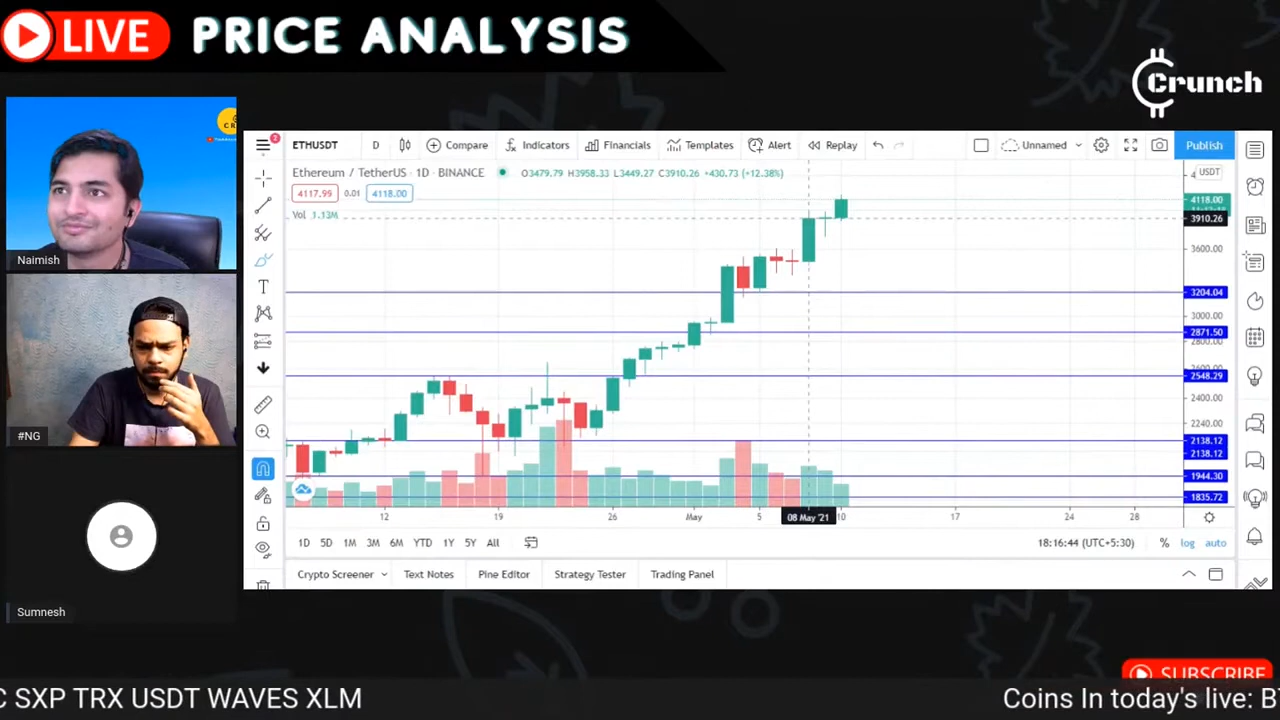 LIVE PRICE ANALYSIS
Crunch
Naimish
#NG
Sumnesh
ETHUSDT D Compare Indicators Financials Templates Alert Replay Unnamed Publish
Ethereum / TetherUS · 1D · BINANCE O3479.79 H3958.33 L3449.27 C3910.26 +430.73 (+12.38%)
USDT
4117.99 0.01 4118.00
Vol 1.13M
4118.00
3910.26
3600.00
3204.04
3000.00
2871.50
2800.00
2548.29
2400.00
2240.00
2138.12
2138.12
1944.30
1835.72
12 19 26 May 5 08 May '21 10 17 24 28
1D 5D 1M 3M 6M YTD 1Y 5Y All 18:16:44 (UTC+5:30) % log auto
Crypto Screener Text Notes Pine Editor Strategy Tester Trading Panel
SUBSCRIBE
C SXP TRX USDT WAVES XLM Coins In today's live: